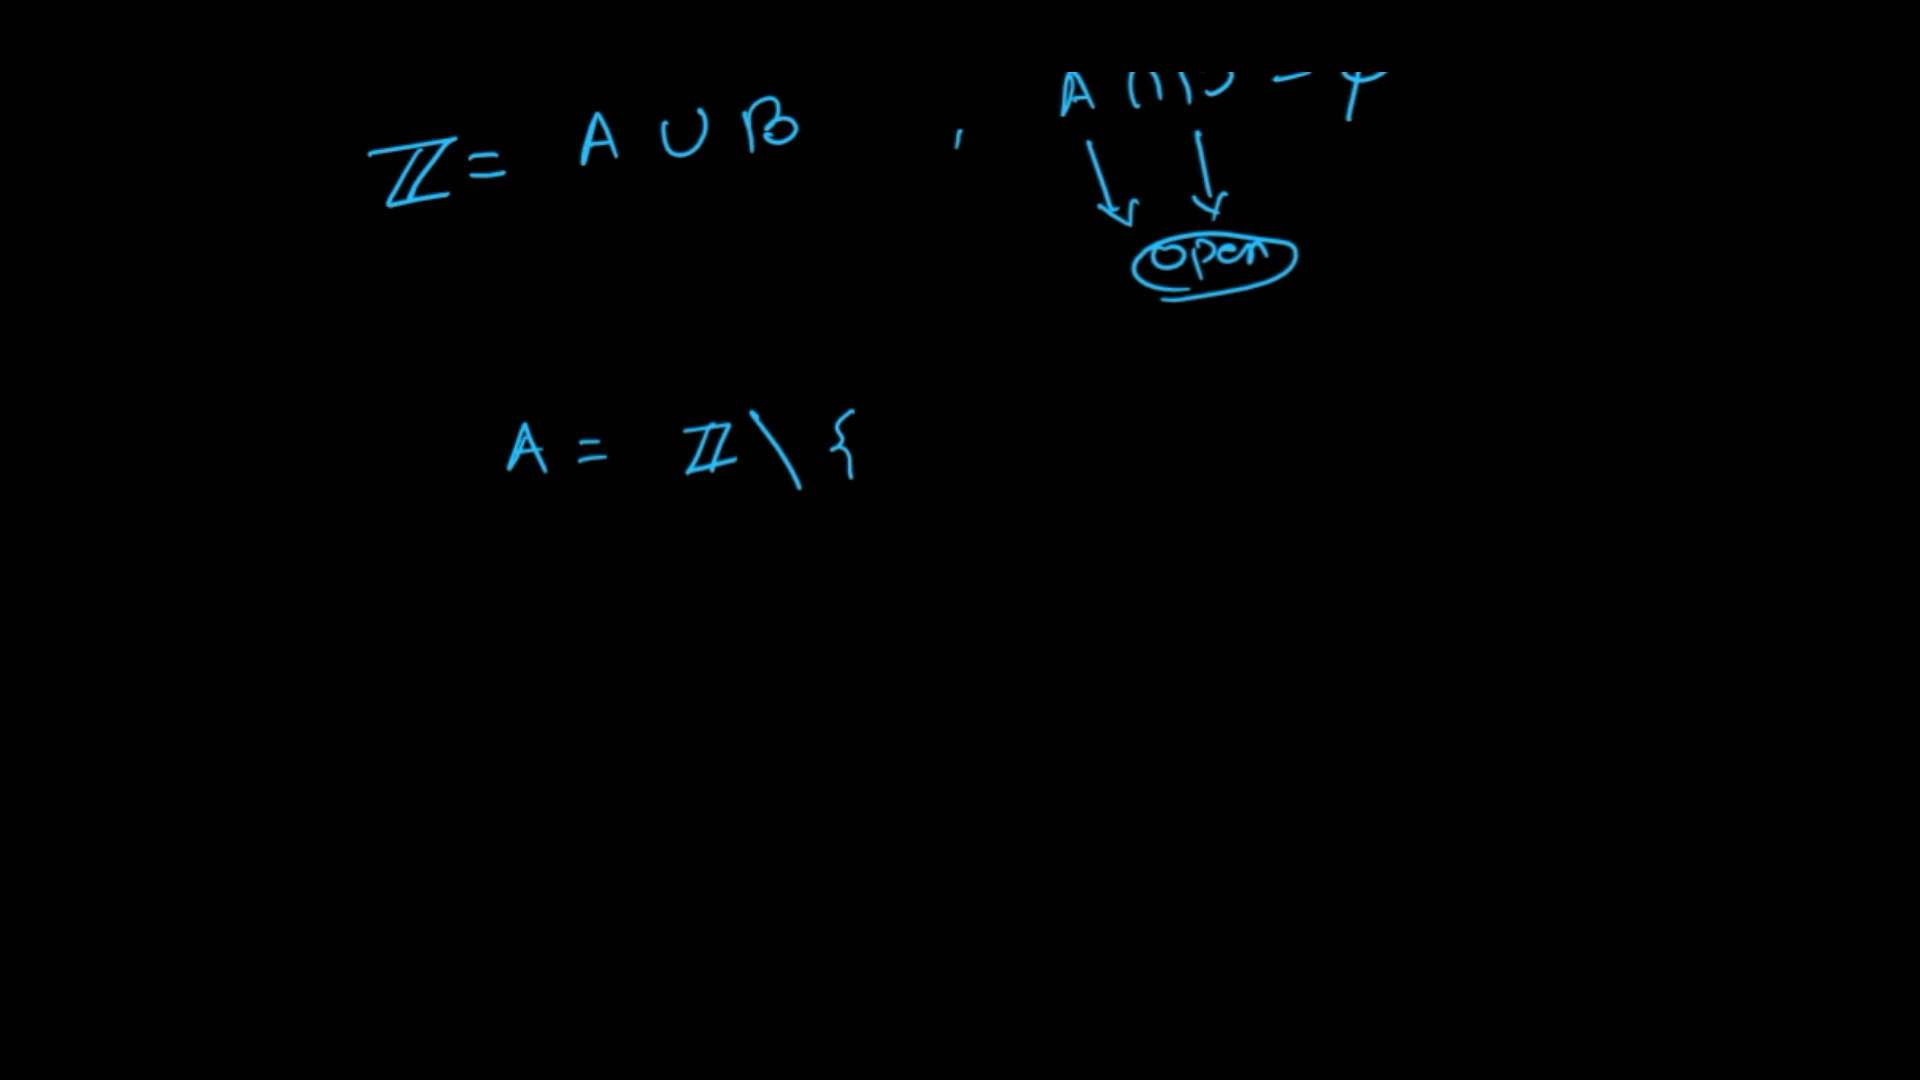 ℤ = A ∪ B , A ∩ B = φ
open
A = ℤ \ {